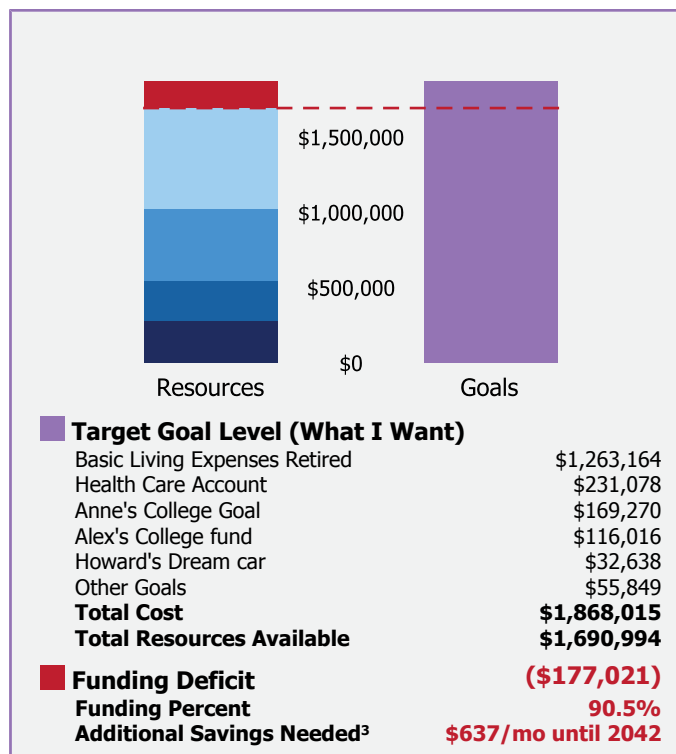 $1,500,000
$1,000,000
$500,000
$0
Resources Goals
Target Goal Level (What I Want)
Basic Living Expenses Retired $1,263,164
Health Care Account $231,078
Anne's College Goal $169,270
Alex's College fund $116,016
Howard's Dream car $32,638
Other Goals $55,849
Total Cost $1,868,015
Total Resources Available $1,690,994
Funding Deficit ($177,021)
Funding Percent 90.5%
Additional Savings Needed³ $637/mo until 2042